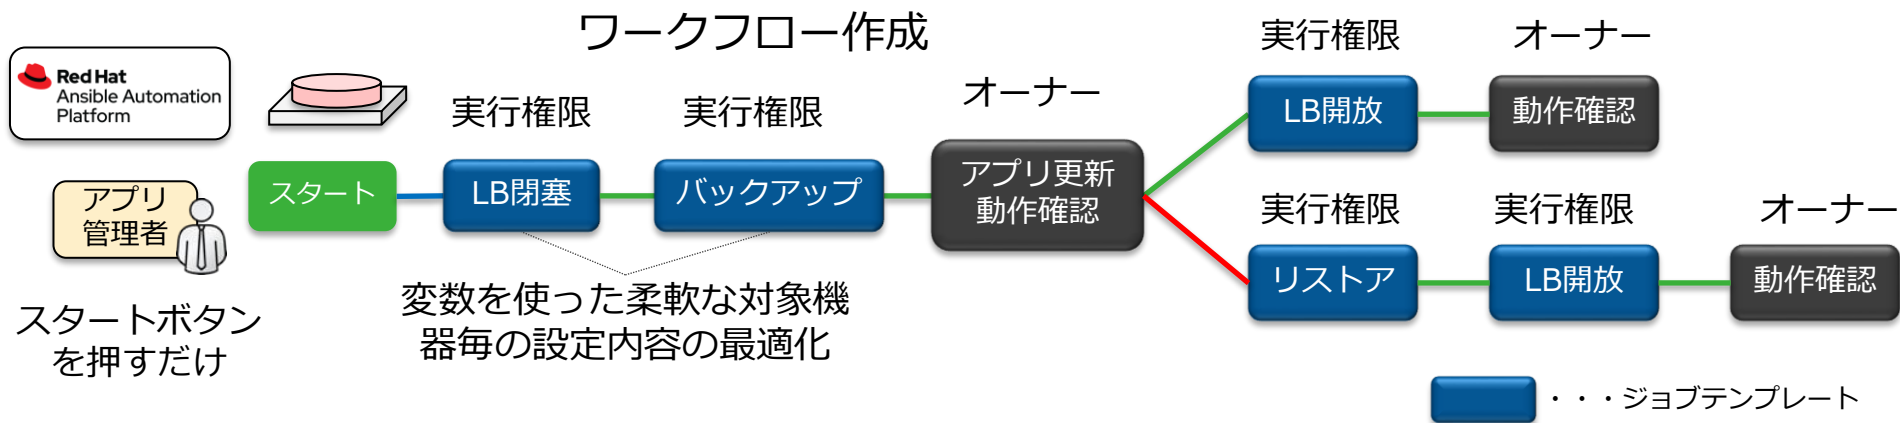 ワークフロー作成
Red Hat
Ansible Automation
Platform
アプリ
管理者
スタートボタン
を押すだけ
スタート
実行権限
LB閉塞
実行権限
バックアップ
変数を使った柔軟な対象機
器毎の設定内容の最適化
オーナー
アプリ更新
動作確認
実行権限
LB開放
オーナー
動作確認
実行権限
リストア
実行権限
LB開放
オーナー
動作確認
・・・ジョブテンプレート